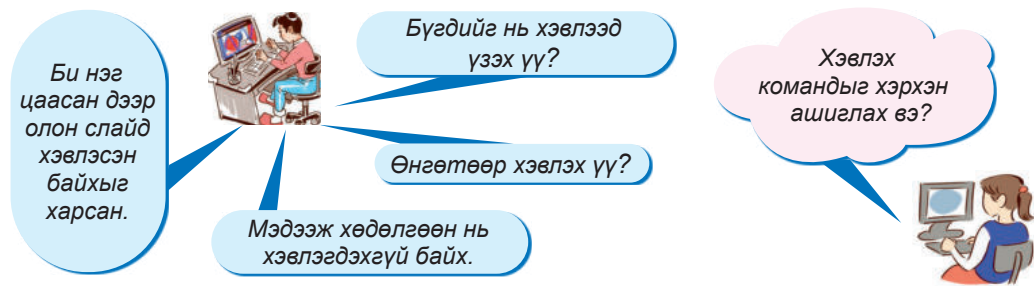 Би нэг
цаасан дээр
олон слайд
хэвлэсэн
байхыг
харсан.
Бүгдийг нь хэвлээд
үзэх үү?
Өнгөтөөр хэвлэх үү?
Мэдээж хөдөлгөөн нь
хэвлэгдэхгүй байх.
Хэвлэх
командыг хэрхэн
ашиглах вэ?